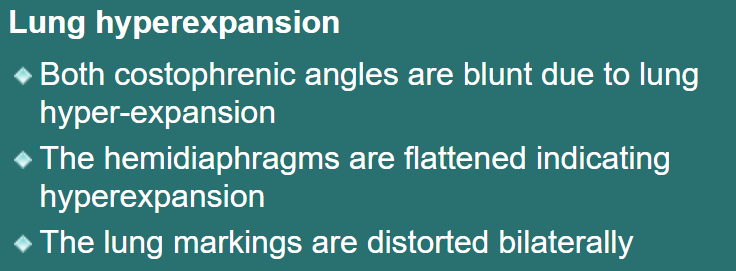 Lung hyperexpansion
Both costophrenic angles are blunt due to lung
hyper-expansion
The hemidiaphragms are flattened indicating
hyperexpansion
The lung markings are distorted bilaterally